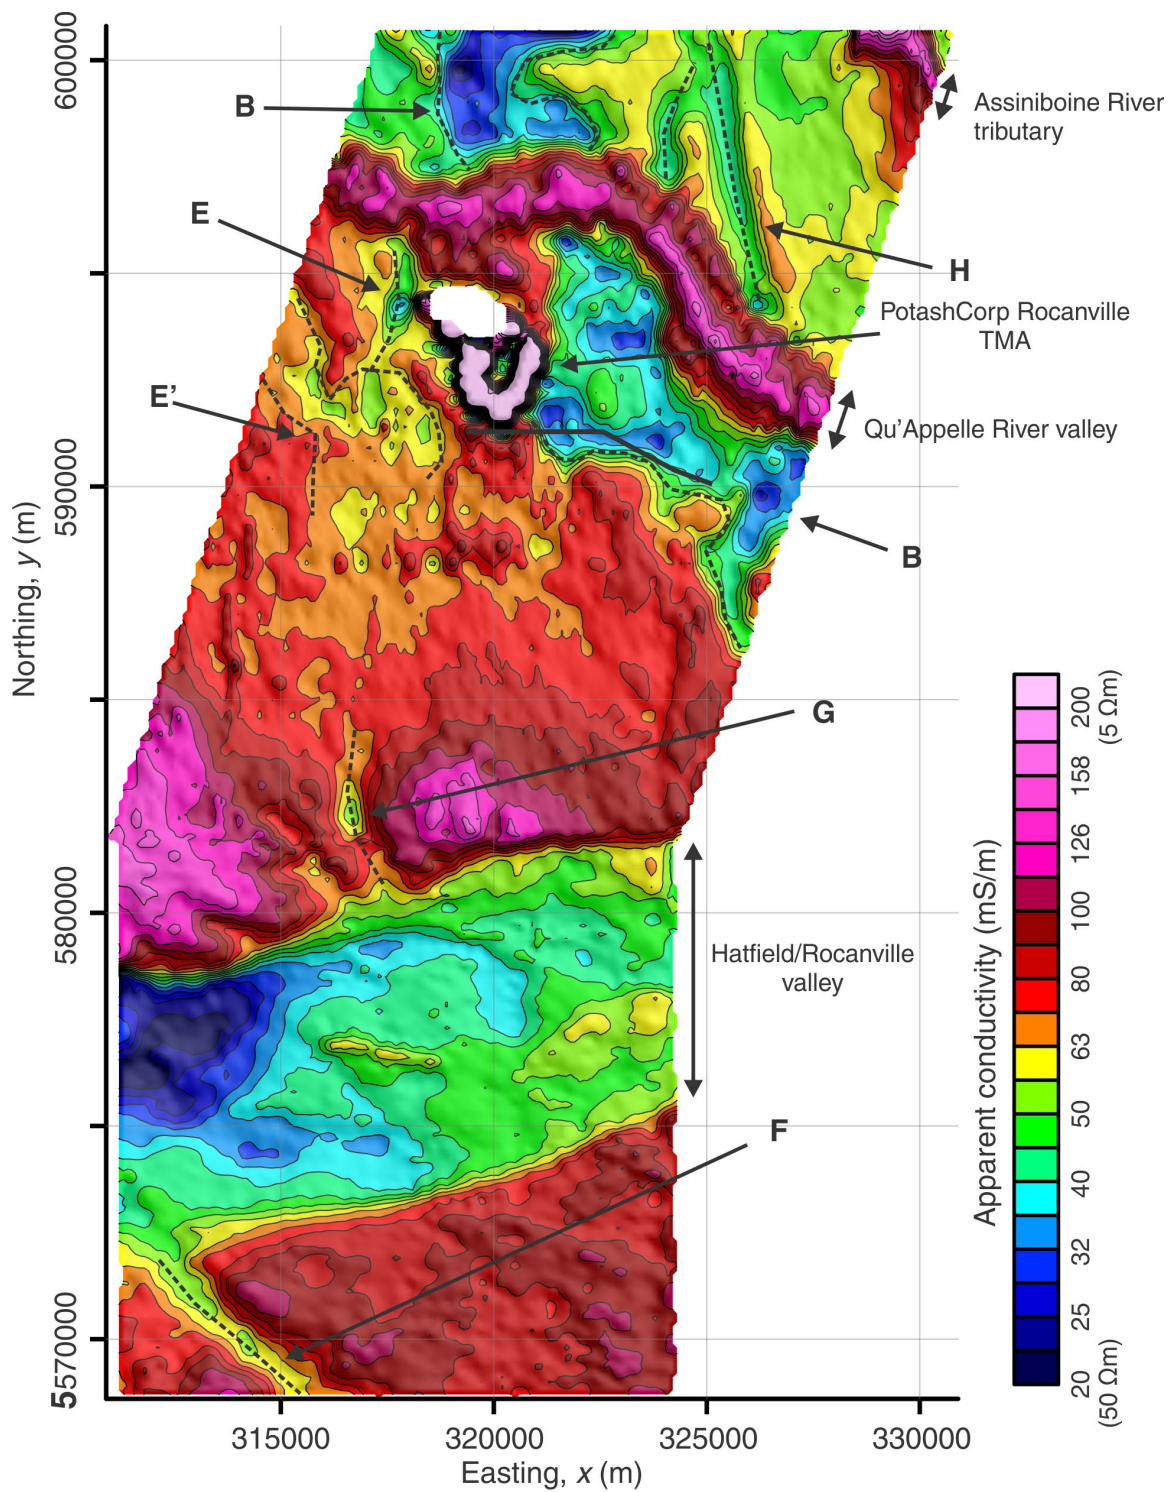 600000
590000
580000
5570000
Northing, y (m)
315000
320000
325000
330000
Easting, x (m)
B
E
E’
H
B
G
F
Assiniboine River
tributary
PotashCorp Rocanville
TMA
Qu’Appelle River valley
Hatfield/Rocanville
valley
Apparent conductivity (mS/m)
200
(5 Ωm)
158
126
100
80
63
50
40
32
25
20
(50 Ωm)